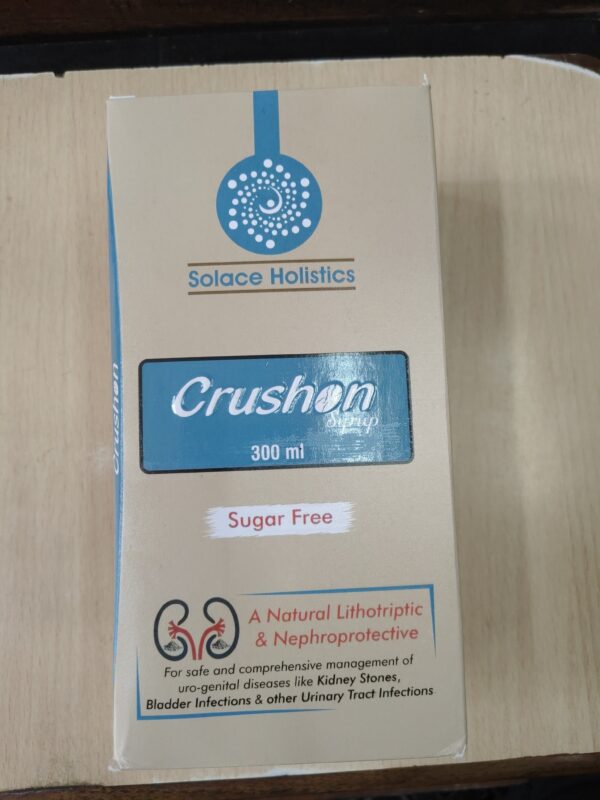 Solace Holistics
Crushon
Syrup
300 ml
Sugar Free
A Natural Lithotriptic
& Nephroprotective
For safe and comprehensive management of
uro-genital diseases like Kidney Stones,
Bladder Infections & other Urinary Tract Infections
Crushon